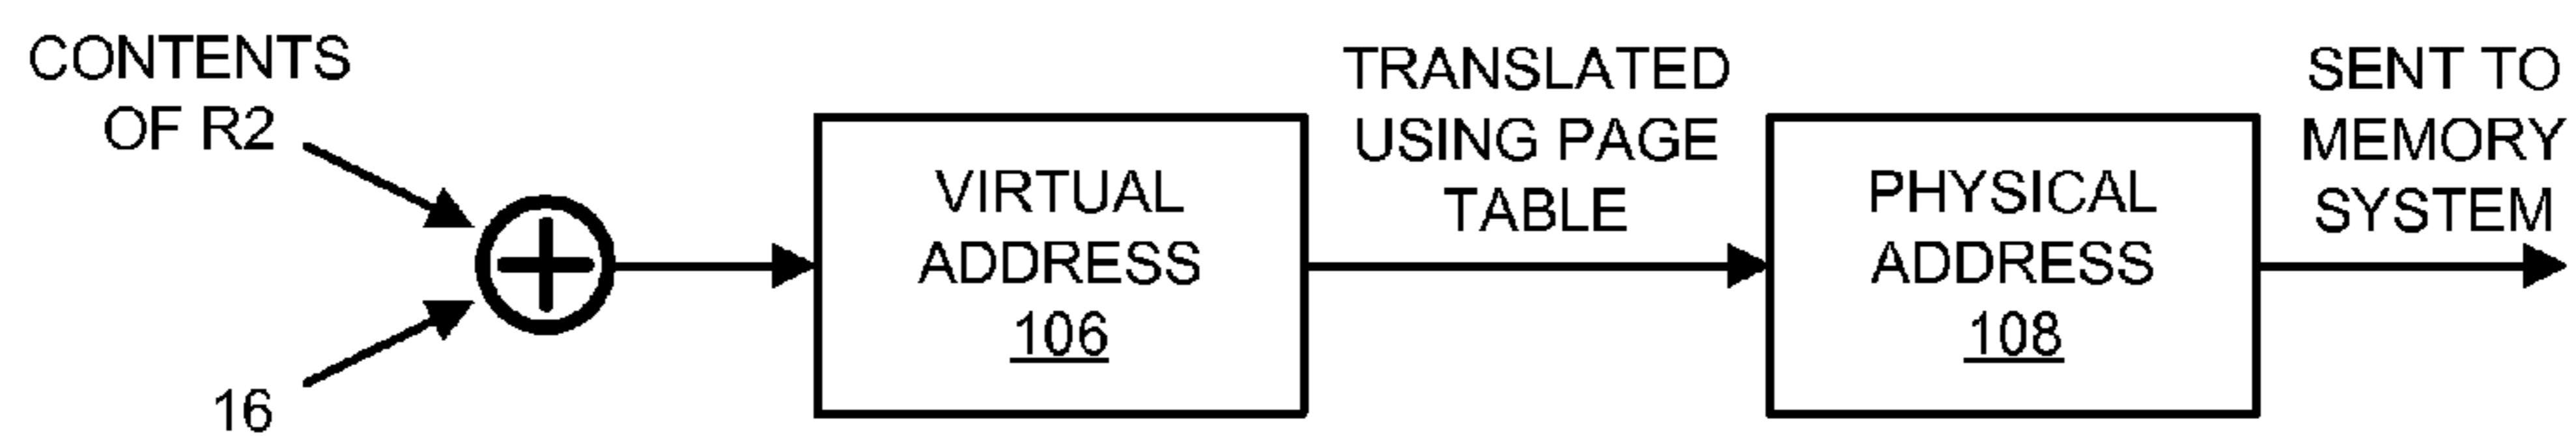 CONTENTS
OF R2
16
VIRTUAL
ADDRESS
106
TRANSLATED
USING PAGE
TABLE
PHYSICAL
ADDRESS
108
SENT TO
MEMORY
SYSTEM